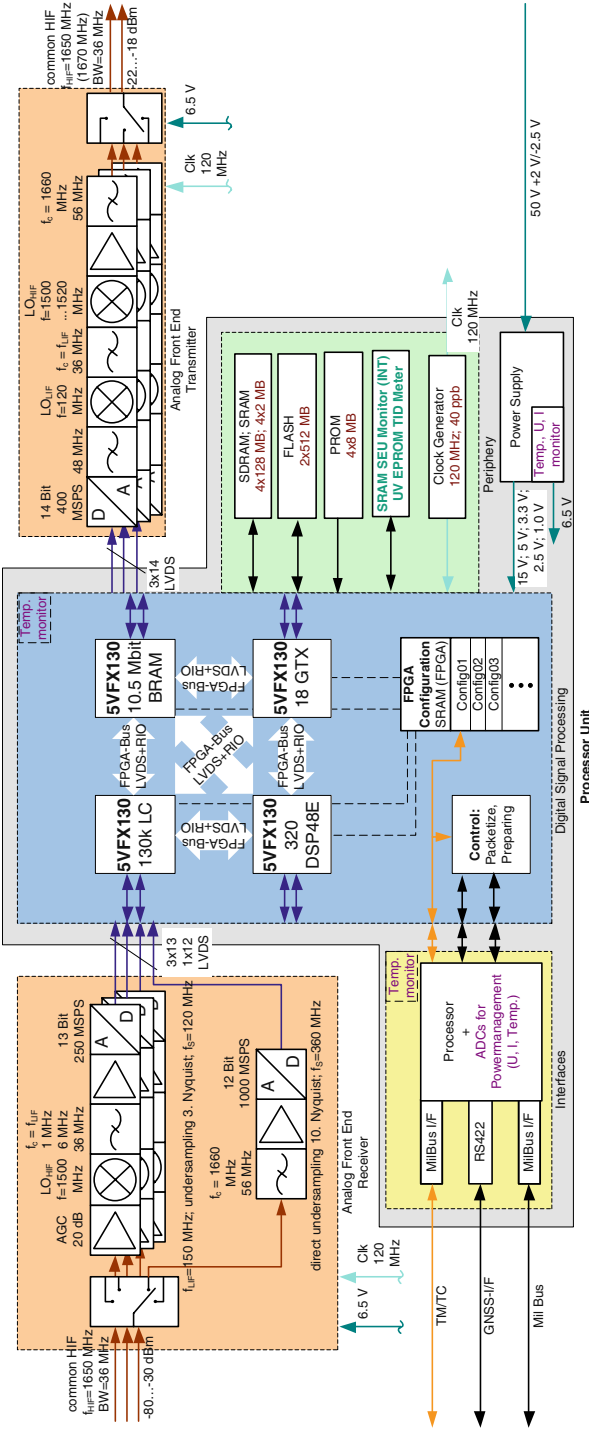 common HIF
f_HIF=1650 MHz
BW=36 MHz
-80...-30 dBm
AGC
20 dB
LO_HIF
f=1500
MHz
f_c = f_LIF
1 MHz
6 MHz
36 MHz
13 Bit
250 MSPS
A
D
f_LIF=150 MHz; undersampling 3. Nyquist; f_S=120 MHz
f_c = 1660
MHz
56 MHz
12 Bit
1000 MSPS
A
D
direct undersampling 10. Nyquist; f_S=360 MHz
Analog Front End
Receiver
6.5 V
Clk
120
MHz
3x13
1x12
LVDS
5VFX130
130k LC
FPGA-Bus
LVDS+RIO
5VFX130
10.5 Mbit
BRAM
FPGA-Bus
LVDS+RIO
FPGA-Bus
LVDS+RIO
FPGA-Bus
LVDS+RIO
5VFX130
320
DSP48E
FPGA-Bus
LVDS+RIO
5VFX130
18 GTX
Temp.
monitor
Control:
Packetize,
Preparing
FPGA
Configuration
SRAM (FPGA)
Config01
Config02
Config03
Digital Signal Processing
Processor Unit
3x14
LVDS
14 Bit
400
MSPS
D
A
48 MHz
LO_LIF
f=120
MHz
f_c = f_LIF
36 MHz
LO_HIF
f=1500
...1520
MHz
f_c = 1660
MHz
56 MHz
common HIF
f_HIF=1650 MHz
(1670 MHz)
BW=36 MHz
-22...-18 dBm
Analog Front End
Transmitter
Clk
120
MHz
6.5 V
SDRAM; SRAM
4x128 MB; 4x2 MB
FLASH
2x512 MB
PROM
4x8 MB
SRAM SEU Monitor (INT)
UV EPROM TID Meter
Clock Generator
120 MHz; 40 ppb
Clk
120 MHz
Periphery
Power Supply
Temp., U, I
monitor
15 V; 5 V; 3.3 V;
2.5 V; 1.0 V
6.5 V
50 V +2 V/-2.5 V
Temp.
monitor
MilBus I/F
RS422
MilBus I/F
Processor
+
ADCs for
Powermanagement
(U, I, Temp.)
Interfaces
TM/TC
GNSS-I/F
Mil Bus